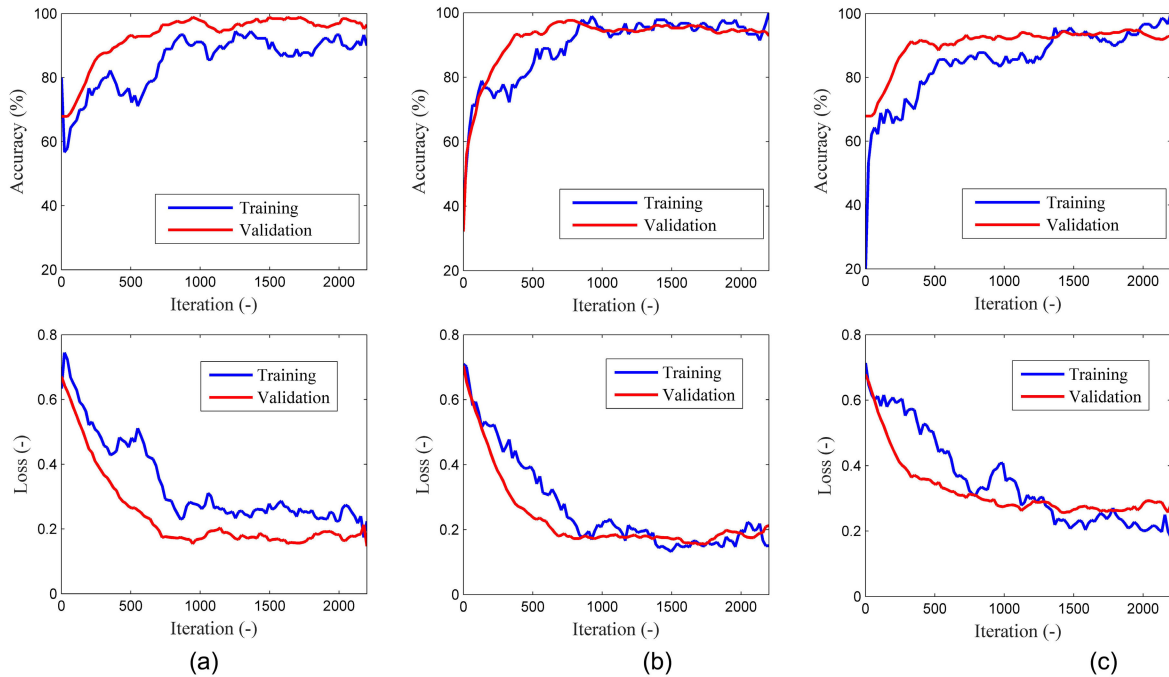 100
80
60
40
20
Accuracy (%)
Training
Validation
0 500 1000 1500 2000
Iteration (-)
100
80
60
40
20
Accuracy (%)
Training
Validation
0 500 1000 1500 2000
Iteration (-)
100
80
60
40
20
Accuracy (%)
Training
Validation
0 500 1000 1500 2000
Iteration (-)
0.8
0.6
0.4
0.2
0
Loss (-)
Training
Validation
0 500 1000 1500 2000
Iteration (-)
(a)
0.8
0.6
0.4
0.2
0
Loss (-)
Training
Validation
0 500 1000 1500 2000
Iteration (-)
(b)
0.8
0.6
0.4
0.2
0
Loss (-)
Training
Validation
0 500 1000 1500 2000
Iteration (-)
(c)